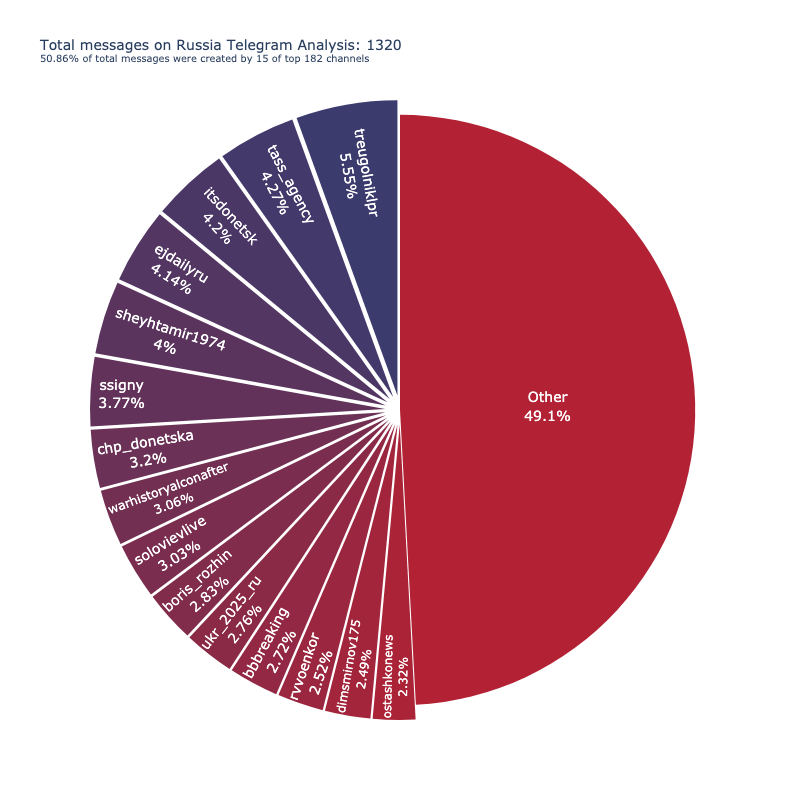 Total messages on Russia Telegram Analysis: 1320
50.86% of total messages were created by 15 of top 182 channels
treugolniklpr
5.55%
tass_agency
4.27%
itsdonetsk
4.2%
ejdailyru
4.14%
sheyhtamir1974
4%
ssigny
3.77%
chp_donetska
3.2%
warhistoryalconafter
3.06%
solovievlive
3.03%
boris_rozhin
2.83%
ukr_2025_ru
2.76%
bbbreaking
2.72%
rvvoenkor
2.52%
dimsmirnov175
2.49%
ostashkonews
2.32%
Other
49.1%